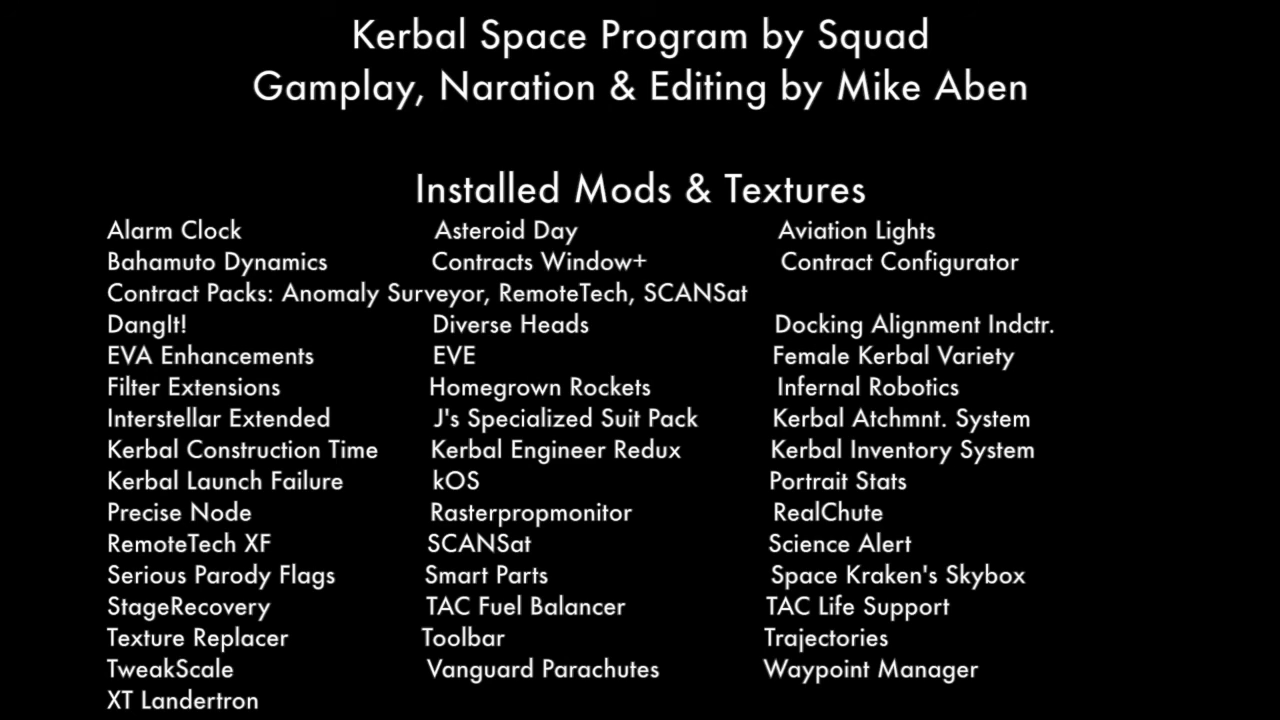 Kerbal Space Program by Squad
Gamplay, Naration & Editing by Mike Aben
Installed Mods & Textures
Alarm Clock Asteroid Day Aviation Lights
Bahamuto Dynamics Contracts Window+ Contract Configurator
Contract Packs: Anomaly Surveyor, RemoteTech, SCANSat
DangIt! Diverse Heads Docking Alignment Indctr.
EVA Enhancements EVE Female Kerbal Variety
Filter Extensions Homegrown Rockets Infernal Robotics
Interstellar Extended J's Specialized Suit Pack Kerbal Atchmnt. System
Kerbal Construction Time Kerbal Engineer Redux Kerbal Inventory System
Kerbal Launch Failure kOS Portrait Stats
Precise Node Rasterpropmonitor RealChute
RemoteTech XF SCANSat Science Alert
Serious Parody Flags Smart Parts Space Kraken's Skybox
StageRecovery TAC Fuel Balancer TAC Life Support
Texture Replacer Toolbar Trajectories
TweakScale Vanguard Parachutes Waypoint Manager
XT Landertron